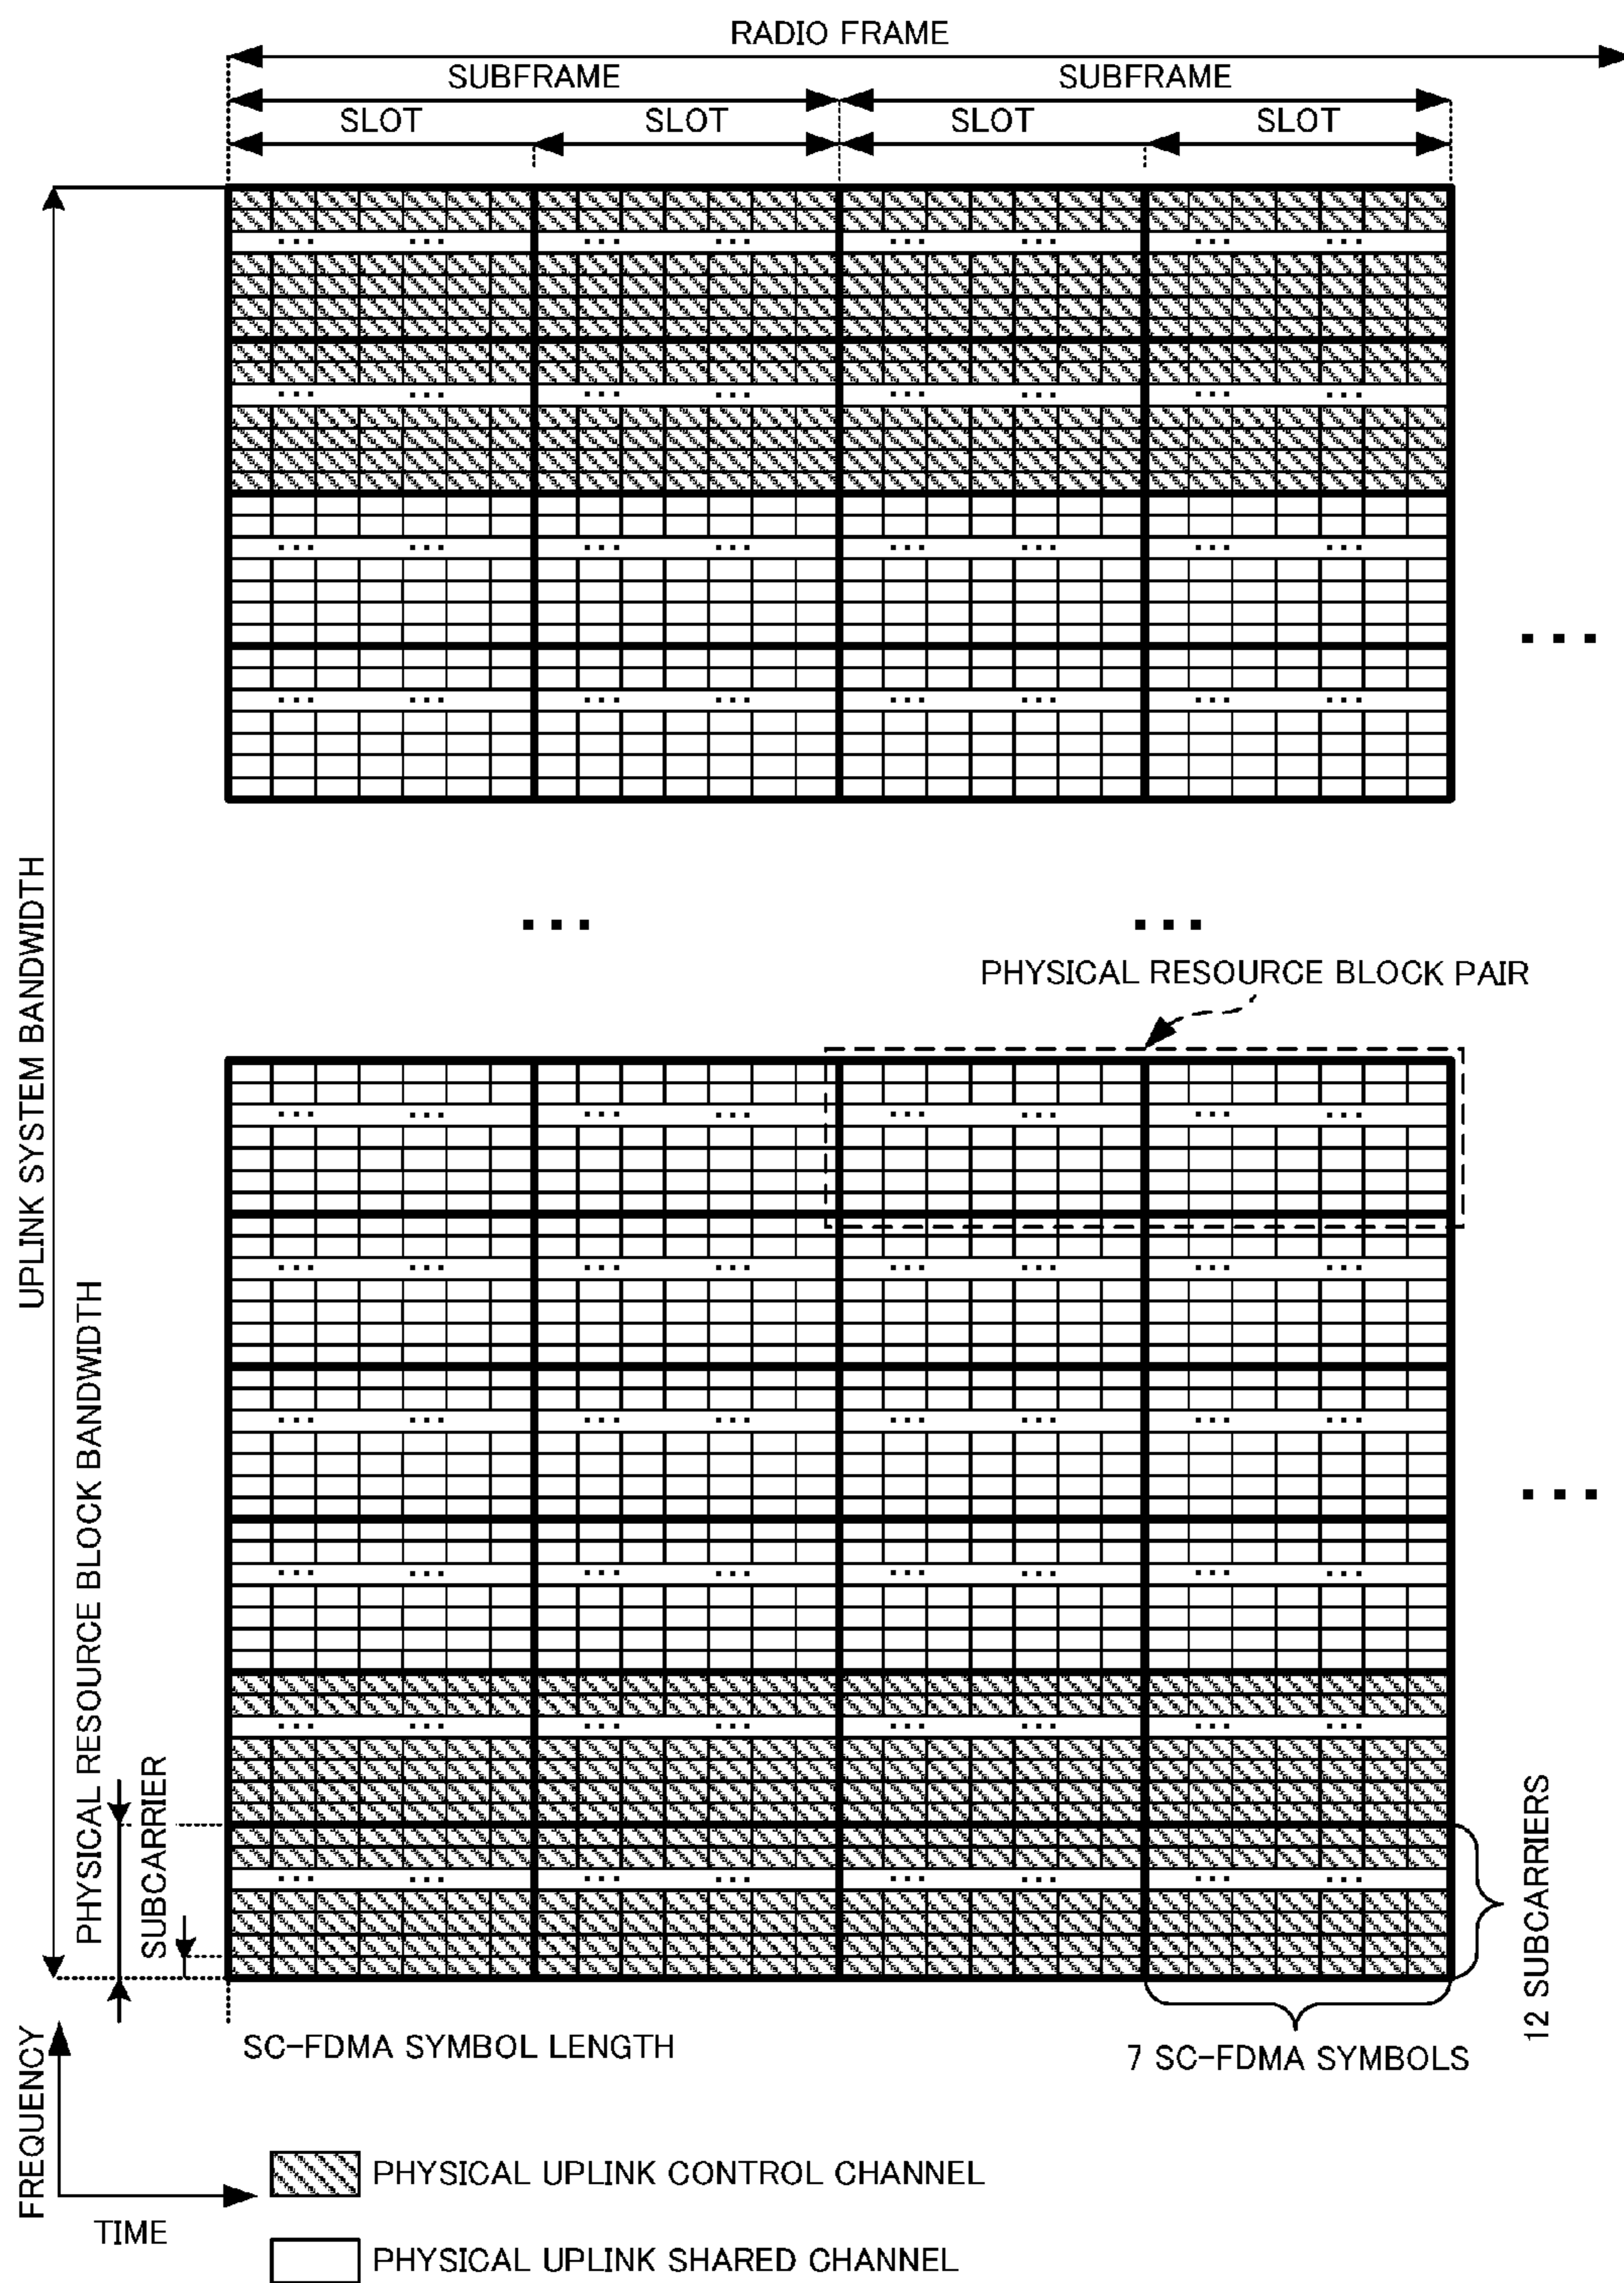 RADIO FRAME
SUBFRAME SUBFRAME
SLOT SLOT SLOT SLOT
UPLINK SYSTEM BANDWIDTH
PHYSICAL RESOURCE BLOCK PAIR
PHYSICAL RESOURCE BLOCK BANDWIDTH
SUBCARRIER
12 SUBCARRIERS
SC-FDMA SYMBOL LENGTH
7 SC-FDMA SYMBOLS
FREQUENCY
TIME
PHYSICAL UPLINK CONTROL CHANNEL
PHYSICAL UPLINK SHARED CHANNEL